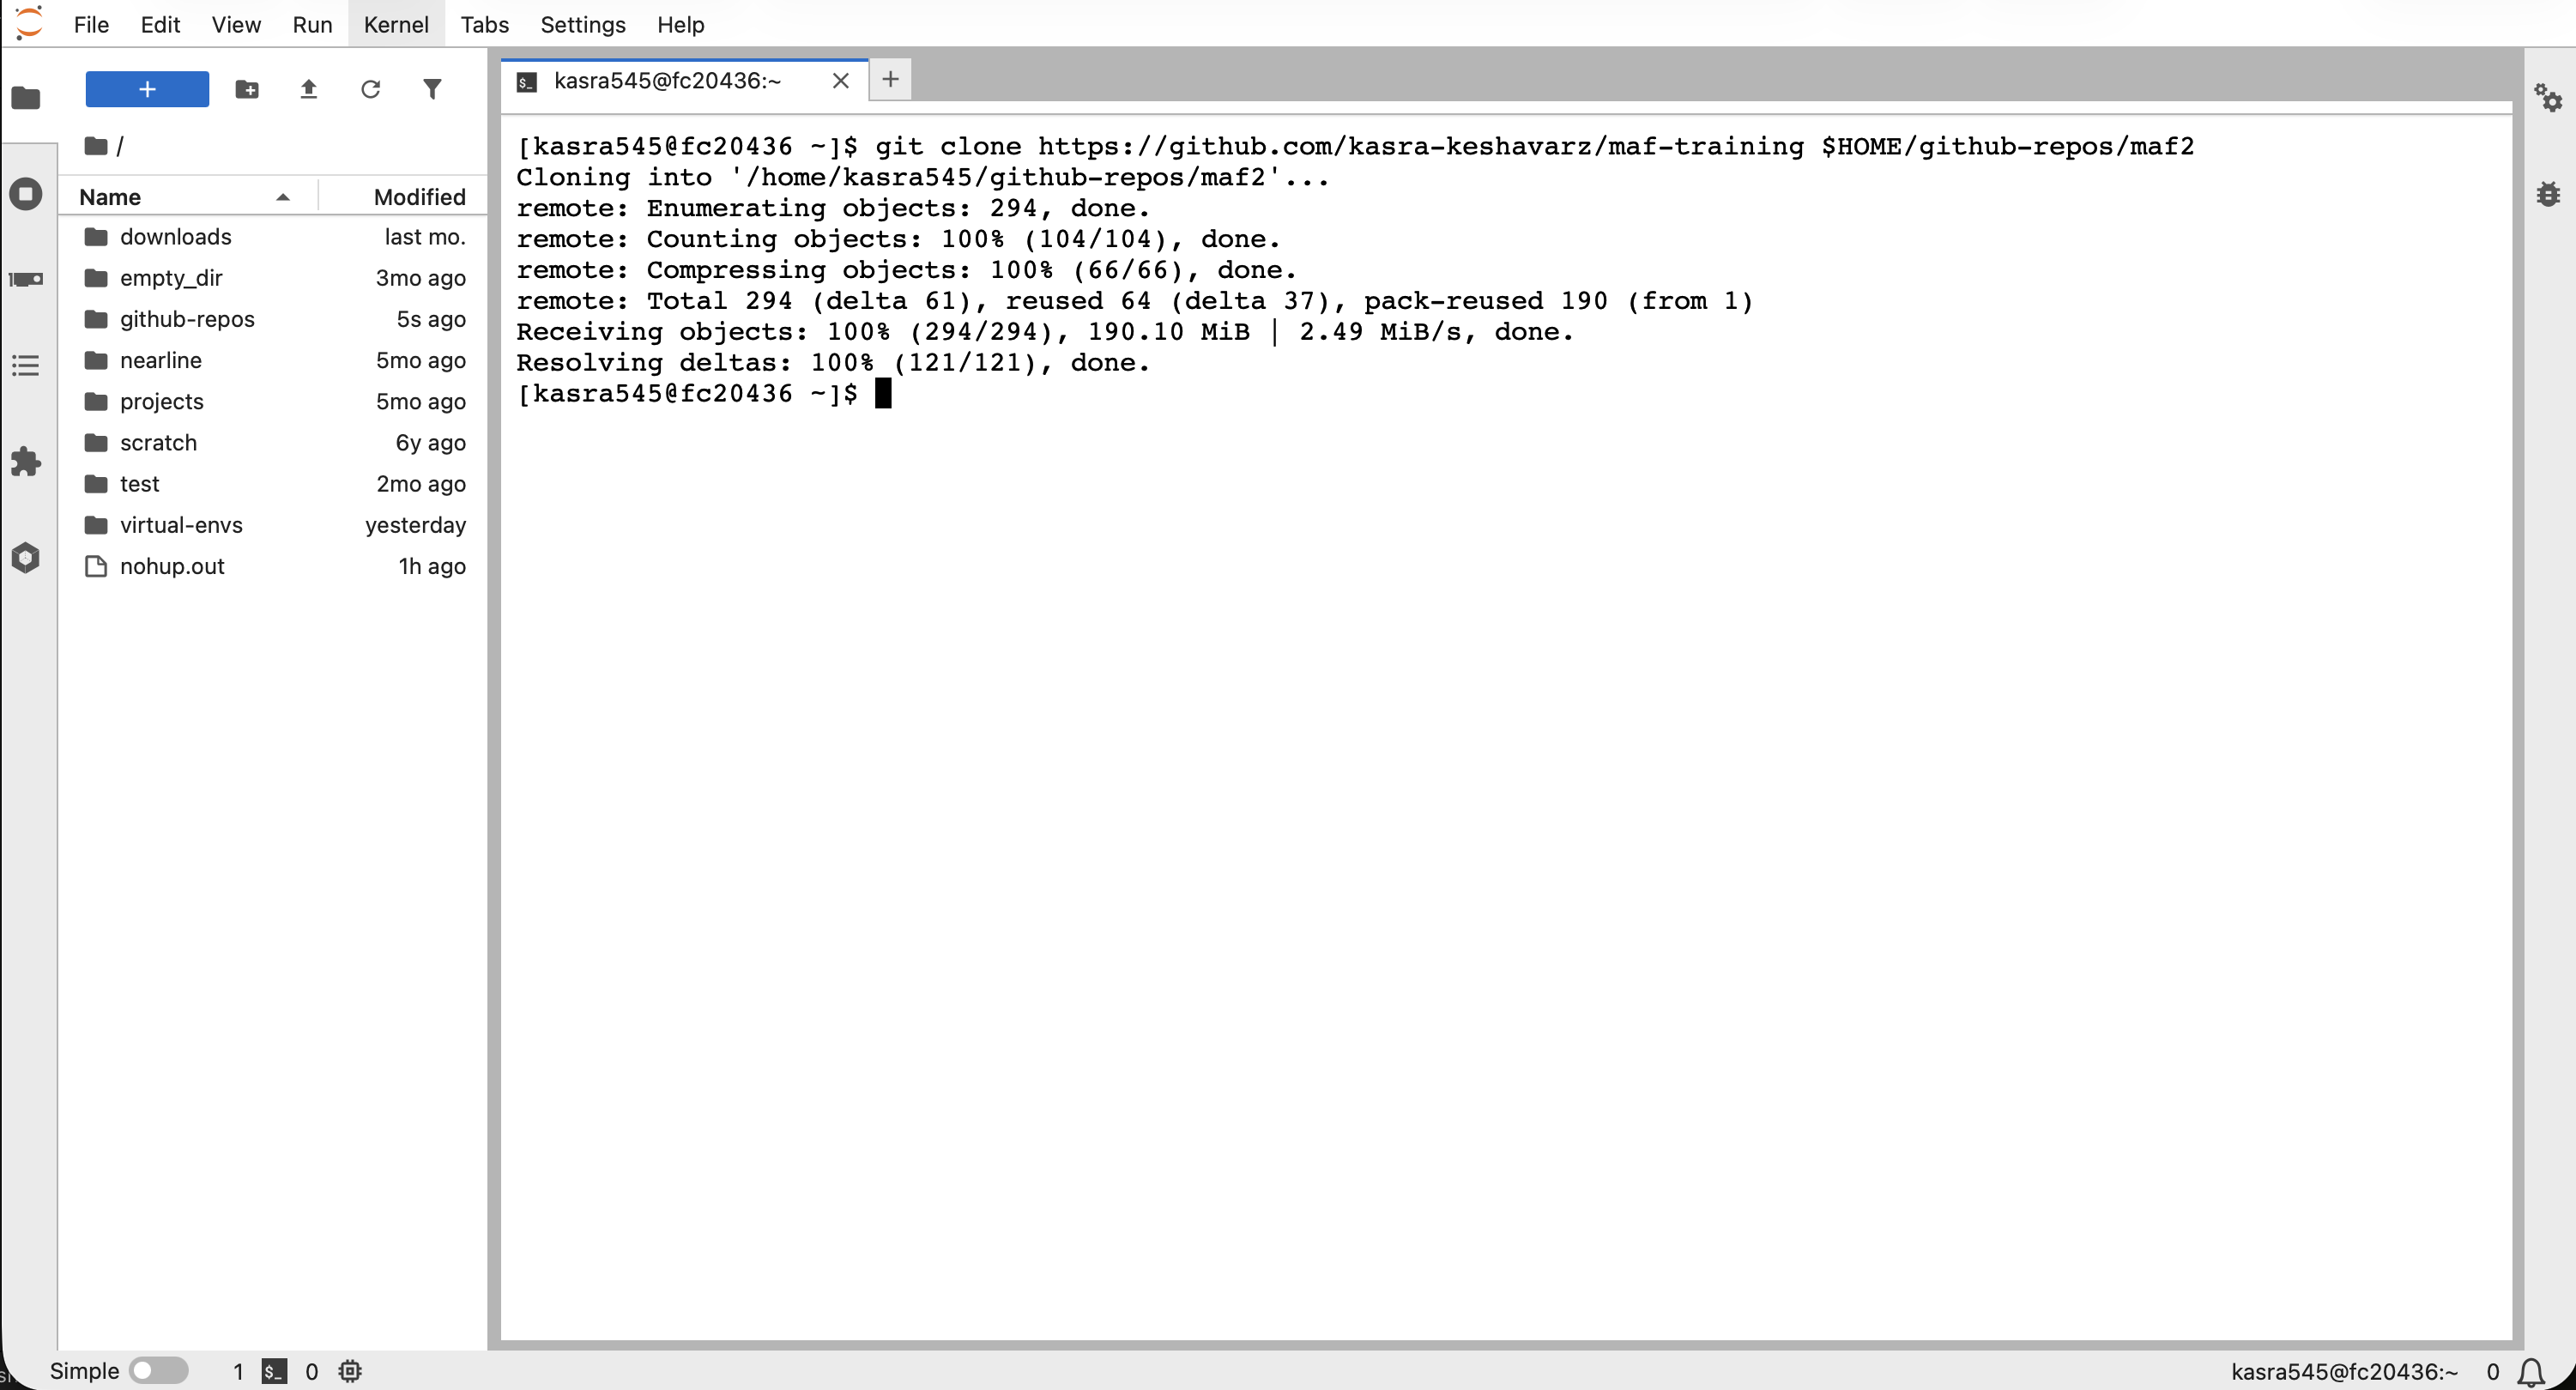 File Edit View Run Kernel Tabs Settings Help
+
/
Name Modified
downloads last mo.
empty_dir 3mo ago
github-repos 5s ago
nearline 5mo ago
projects 5mo ago
scratch 6y ago
test 2mo ago
virtual-envs yesterday
nohup.out 1h ago
$_ kasra545@fc20436:~ × +
[kasra545@fc20436 ~]$ git clone https://github.com/kasra-keshavarz/maf-training $HOME/github-repos/maf2
Cloning into '/home/kasra545/github-repos/maf2'...
remote: Enumerating objects: 294, done.
remote: Counting objects: 100% (104/104), done.
remote: Compressing objects: 100% (66/66), done.
remote: Total 294 (delta 61), reused 64 (delta 37), pack-reused 190 (from 1)
Receiving objects: 100% (294/294), 190.10 MiB | 2.49 MiB/s, done.
Resolving deltas: 100% (121/121), done.
[kasra545@fc20436 ~]$
Simple 1 $_ 0 kasra545@fc20436:~ 0